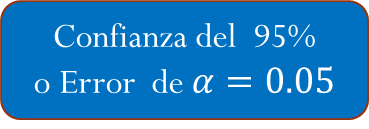 Confianza del 95%
o Error de 𝛼 = 0.05